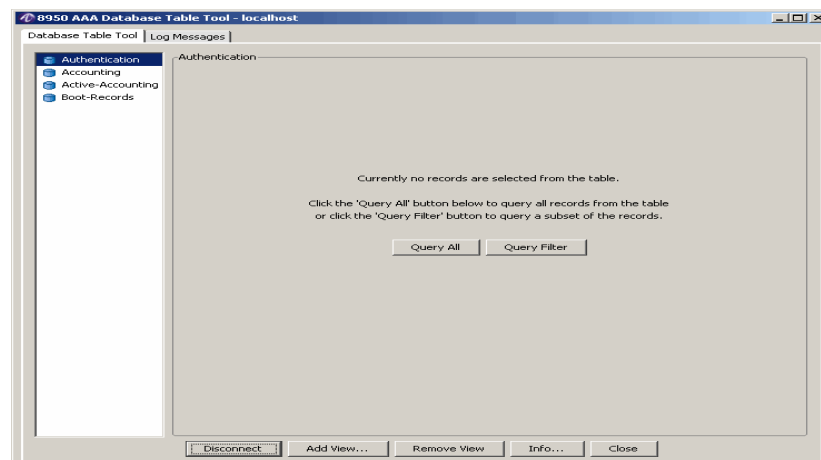 8950 AAA Database Table Tool - localhost
Database Table Tool
Log Messages
Authentication
Accounting
Active-Accounting
Boot-Records
Authentication
Currently no records are selected from the table.
Click the 'Query All' button below to query all records from the table
or click the 'Query Filter' button to query a subset of the records.
Query All
Query Filter
Disconnect
Add View...
Remove View
Info...
Close